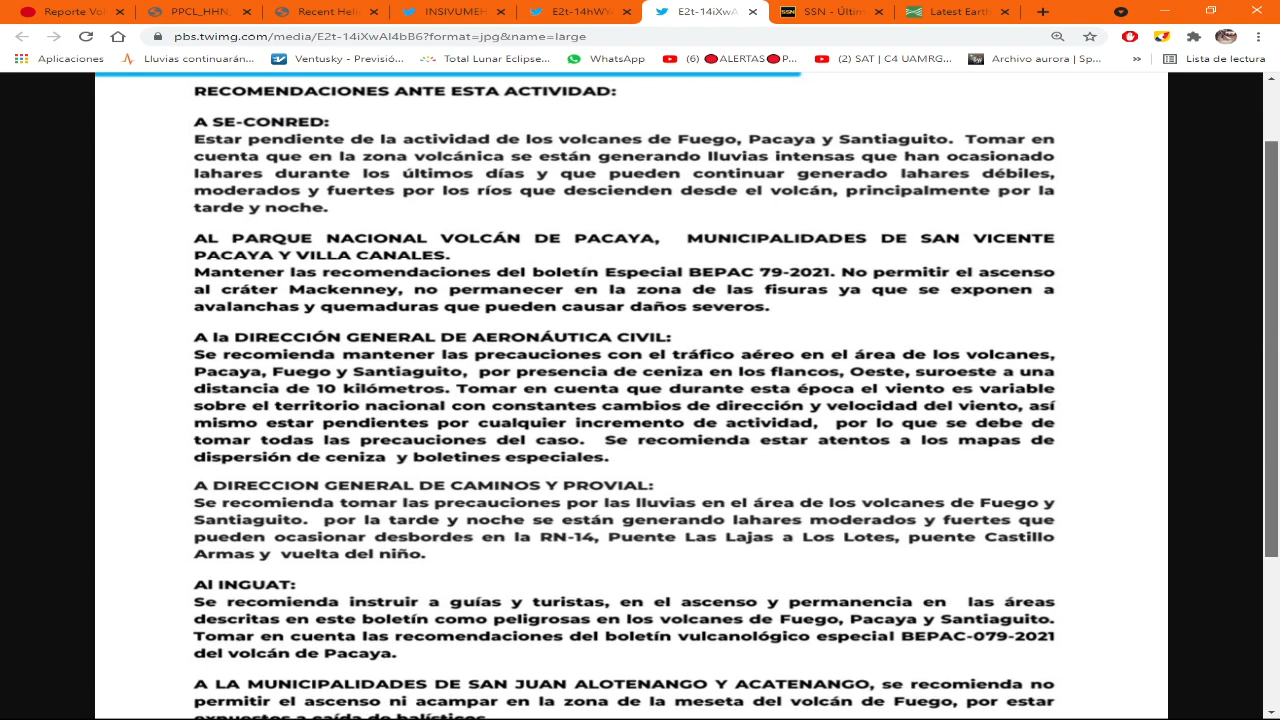 Reporte Vol
PPCL_HHN_
Recent Heli
INSIVUMEH
E2t-14hWY
E2t-14iXwA
SSN - Últim
Latest Earth
pbs.twimg.com/media/E2t-14iXwAI4bB6?format=jpg&name=large
Aplicaciones
Lluvias continuarán...
Ventusky - Previsió...
Total Lunar Eclipse...
WhatsApp
(6) 🔴ALERTAS🔴P...
(2) SAT | C4 UAMRG...
Archivo aurora | Sp...
»
Lista de lectura
RECOMENDACIONES ANTE ESTA ACTIVIDAD:
A SE-CONRED:
Estar pendiente de la actividad de los volcanes de Fuego, Pacaya y Santiaguito. Tomar en
cuenta que en la zona volcánica se están generando lluvias intensas que han ocasionado
lahares durante los últimos días y que pueden continuar generado lahares débiles,
moderados y fuertes por los ríos que descienden desde el volcán, principalmente por la
tarde y noche.
AL PARQUE NACIONAL VOLCÁN DE PACAYA, MUNICIPALIDADES DE SAN VICENTE
PACAYA Y VILLA CANALES.
Mantener las recomendaciones del boletín Especial BEPAC 79-2021. No permitir el ascenso
al cráter Mackenney, no permanecer en la zona de las fisuras ya que se exponen a
avalanchas y quemaduras que pueden causar daños severos.
A la DIRECCIÓN GENERAL DE AERONÁUTICA CIVIL:
Se recomienda mantener las precauciones con el tráfico aéreo en el área de los volcanes,
Pacaya, Fuego y Santiaguito, por presencia de ceniza en los flancos, Oeste, suroeste a una
distancia de 10 kilómetros. Tomar en cuenta que durante esta época el viento es variable
sobre el territorio nacional con constantes cambios de dirección y velocidad del viento, así
mismo estar pendientes por cualquier incremento de actividad, por lo que se debe de
tomar todas las precauciones del caso. Se recomienda estar atentos a los mapas de
dispersión de ceniza y boletines especiales.
A DIRECCION GENERAL DE CAMINOS Y PROVIAL:
Se recomienda tomar las precauciones por las lluvias en el área de los volcanes de Fuego y
Santiaguito. por la tarde y noche se están generando lahares moderados y fuertes que
pueden ocasionar desbordes en la RN-14, Puente Las Lajas a Los Lotes, puente Castillo
Armas y vuelta del niño.
Al INGUAT:
Se recomienda instruir a guías y turistas, en el ascenso y permanencia en las áreas
descritas en este boletín como peligrosas en los volcanes de Fuego, Pacaya y Santiaguito.
Tomar en cuenta las recomendaciones del boletín vulcanológico especial BEPAC-079-2021
del volcán de Pacaya.
A LA MUNICIPALIDADES DE SAN JUAN ALOTENANGO Y ACATENANGO, se recomienda no
permitir el ascenso ni acampar en la zona de la meseta del volcán de Fuego, por estar
expuestos a caída de balísticos.